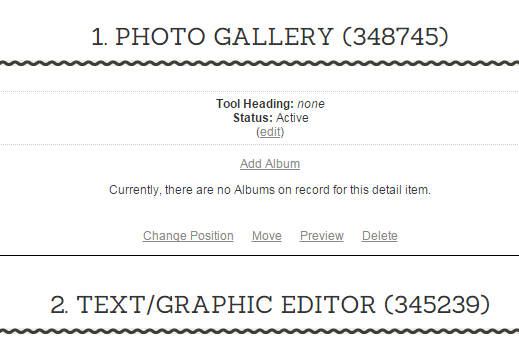 1. PHOTO GALLERY (348745)
Tool Heading: none
Status: Active
(edit)
Add Album
Currently, there are no Albums on record for this detail item.
Change Position Move Preview Delete
2. TEXT/GRAPHIC EDITOR (345239)